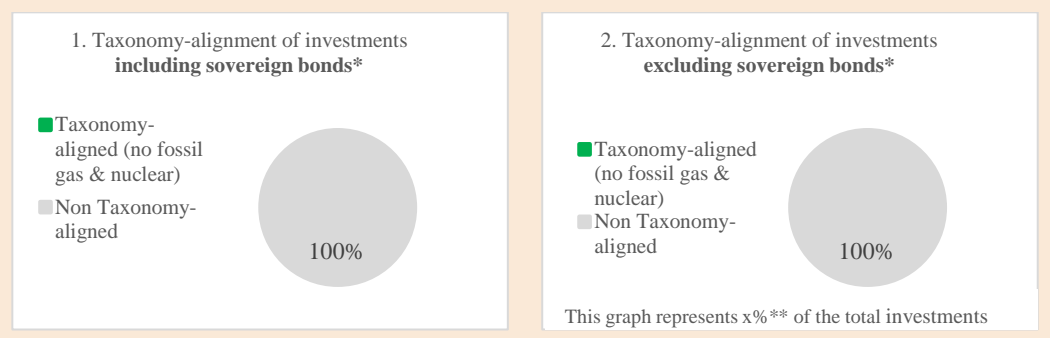 1. Taxonomy-alignment of investments
including sovereign bonds*
Taxonomy-
aligned (no fossil
gas & nuclear)
Non Taxonomy-
aligned
100%
2. Taxonomy-alignment of investments
excluding sovereign bonds*
Taxonomy-aligned
(no fossil gas &
nuclear)
Non Taxonomy-
aligned
100%
This graph represents x%** of the total investments